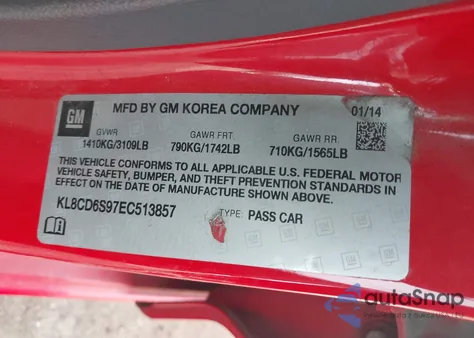 GM
MFD BY GM KOREA COMPANY
01/14
GVWR GAWR FRT GAWR RR
1410KG/3109LB 790KG/1742LB 710KG/1565LB
THIS VEHICLE CONFORMS TO ALL APPLICABLE U.S. FEDERAL MOTOR
VEHICLE SAFETY, BUMPER, AND THEFT PREVENTION STANDARDS IN
EFFECT ON THE DATE OF MANUFACTURE SHOWN ABOVE.
KL8CD6S97EC513857 TYPE: PASS CAR
autoSnap